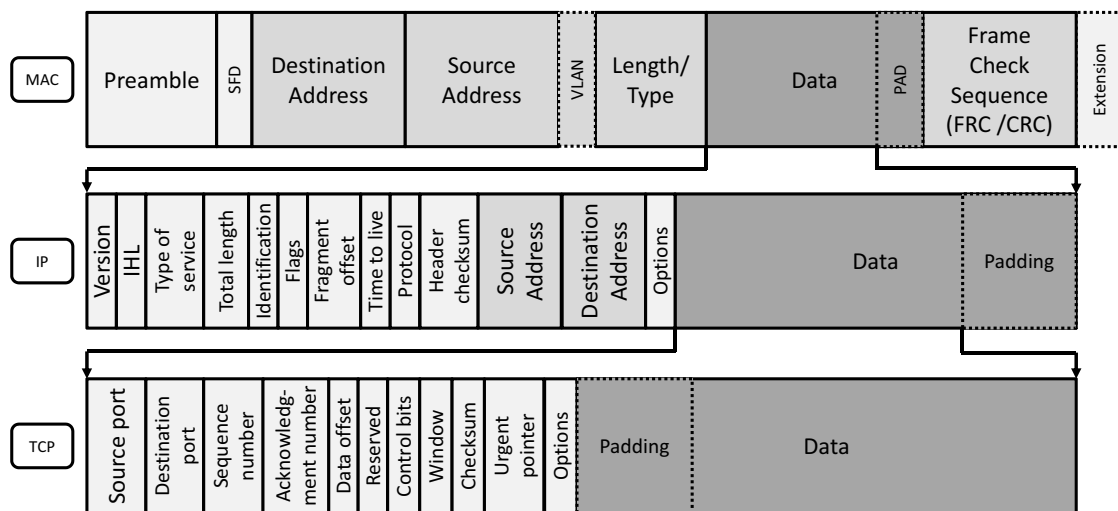 MAC
Preamble
SFD
Destination
Address
Source
Address
VLAN
Length/
Type
Data
PAD
Frame
Check
Sequence
(FRC /CRC)
Extension
IP
Version
IHL
Type of
service
Total length
Identification
Flags
Fragment
offset
Time to live
Protocol
Header
checksum
Source
Address
Destination
Address
Options
Data
Padding
TCP
Source port
Destination
port
Sequence
number
Acknowledg-
ment number
Data offset
Reserved
Control bits
Window
Checksum
Urgent
pointer
Options
Padding
Data